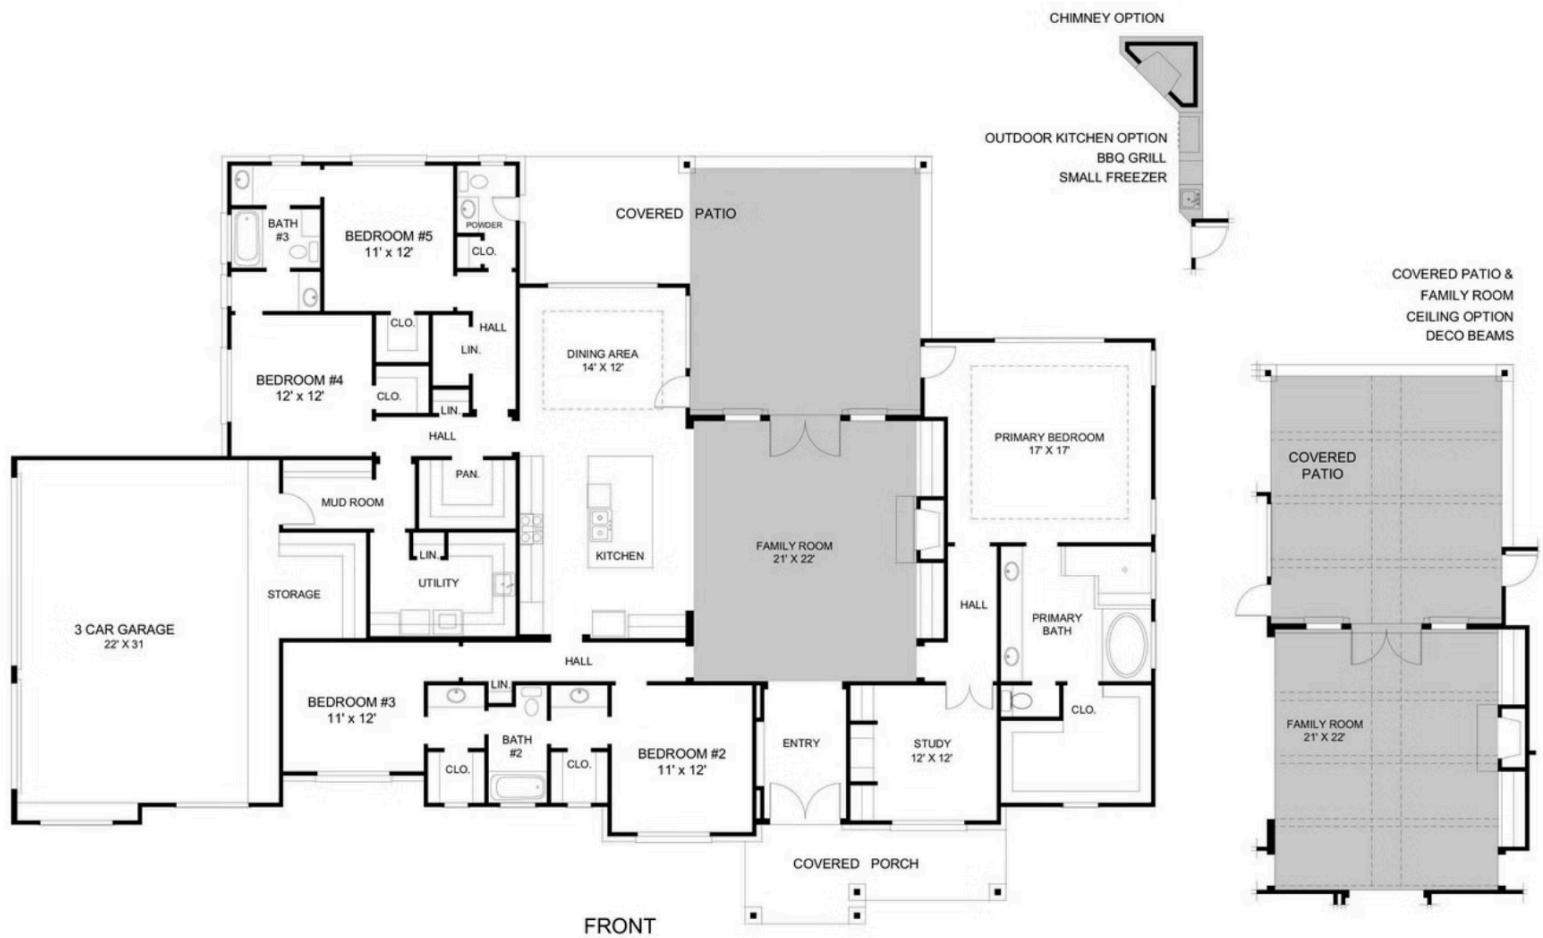 CHIMNEY OPTION
OUTDOOR KITCHEN OPTION
BBQ GRILL
SMALL FREEZER
COVERED PATIO &
FAMILY ROOM
CEILING OPTION
DECO BEAMS
COVERED PATIO
BATH
#3
BEDROOM #5
11' x 12'
POWDER
CLO.
CLO.
HALL
LIN.
BEDROOM #4
12' x 12'
CLO.
LIN.
HALL
DINING AREA
14' X 12'
PRIMARY BEDROOM
17' X 17'
PAN.
MUD ROOM
LIN.
UTILITY
STORAGE
KITCHEN
FAMILY ROOM
21' X 22'
HALL
PRIMARY
BATH
3 CAR GARAGE
22' X 31
HALL
BEDROOM #3
11' x 12'
LIN.
BATH
#2
CLO.
CLO.
BEDROOM #2
11' x 12'
ENTRY
STUDY
12' X 12'
CLO.
COVERED PORCH
FRONT
COVERED
PATIO
FAMILY ROOM
21' X 22'